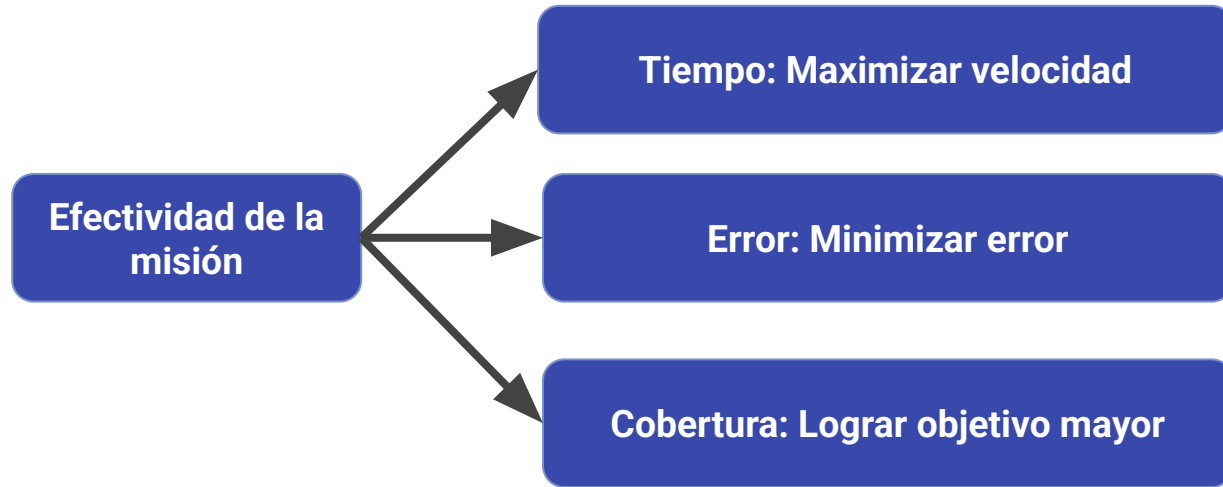 Tiempo: Maximizar velocidad
Efectividad de la
misión
Error: Minimizar error
Cobertura: Lograr objetivo mayor